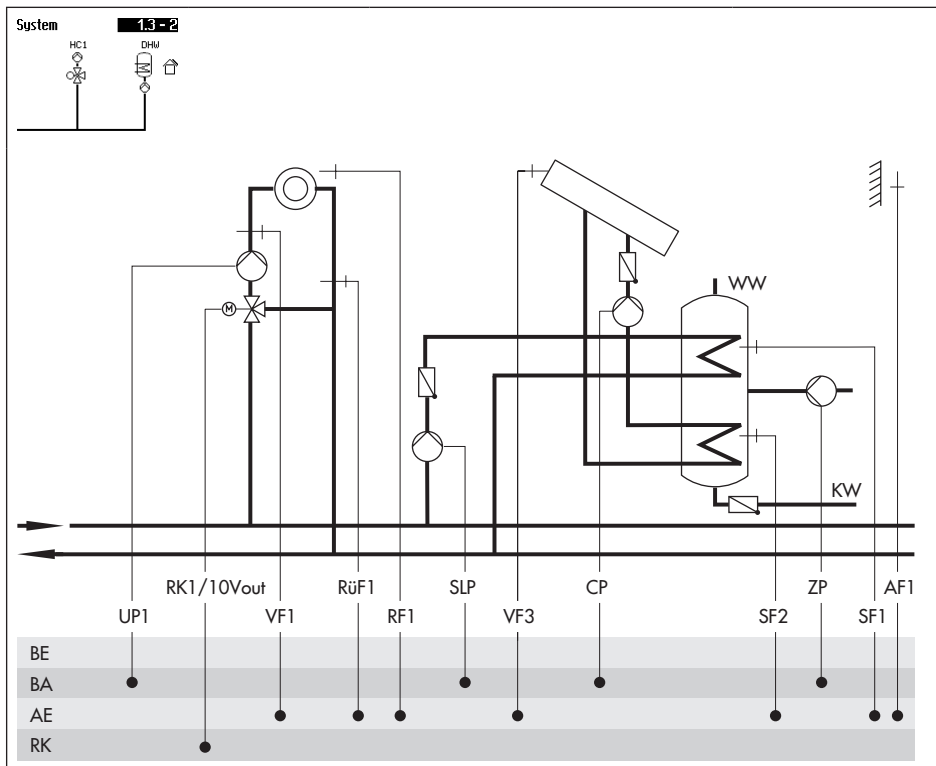 System 1.3 - 2
HC1 DHW
M
WW
KW
RK1/10Vout RüF1 SLP CP ZP AF1
UP1 VF1 RF1 VF3 SF2 SF1
BE
BA
AE
RK